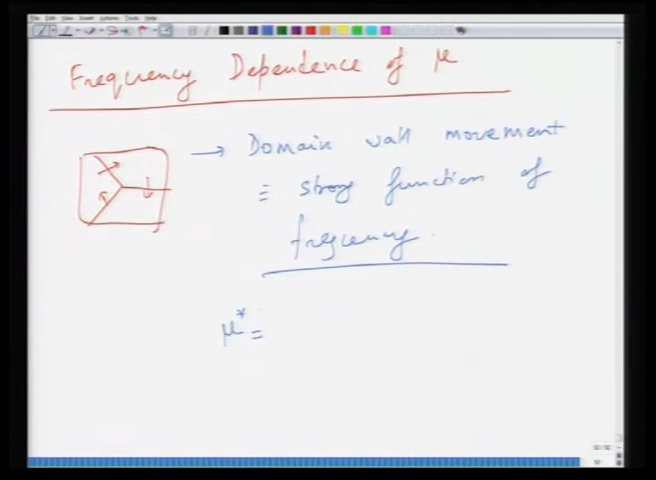 Frequency Dependence of μ
→ Domain wall movement
≡ strong function of
frequency.
μ* =